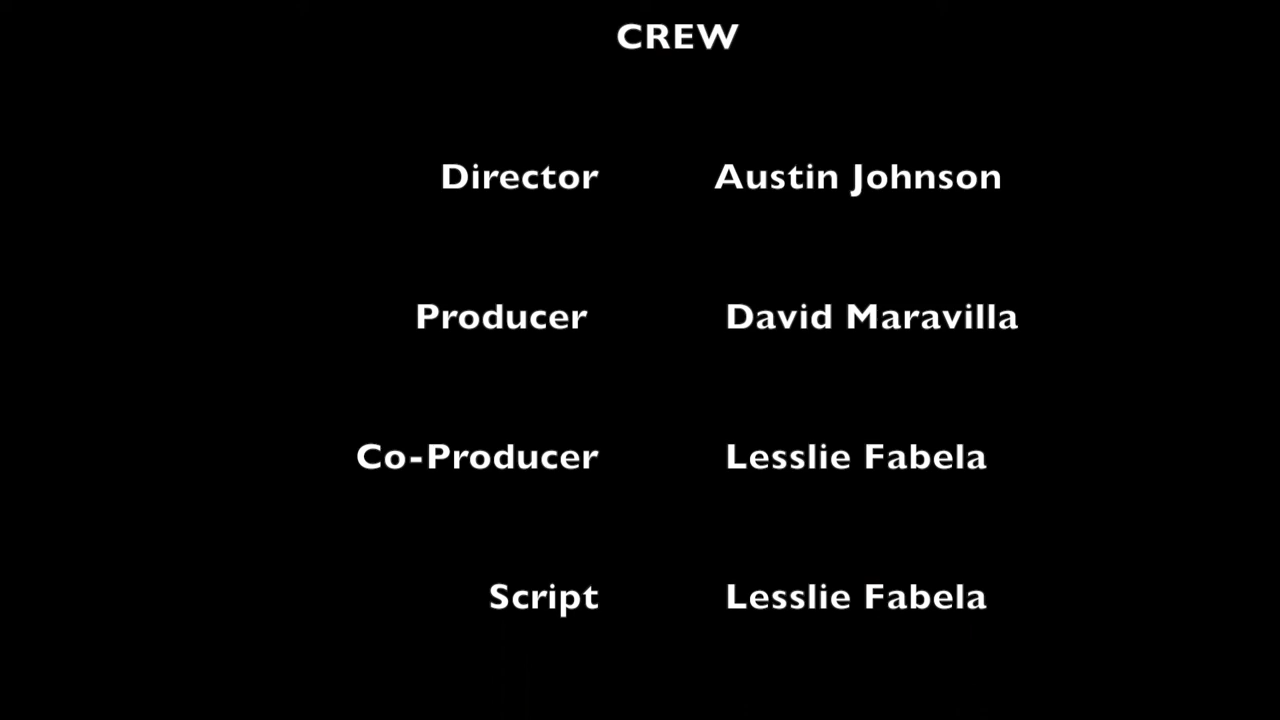 CREW
Director Austin Johnson
Producer David Maravilla
Co-Producer Lesslie Fabela
Script Lesslie Fabela